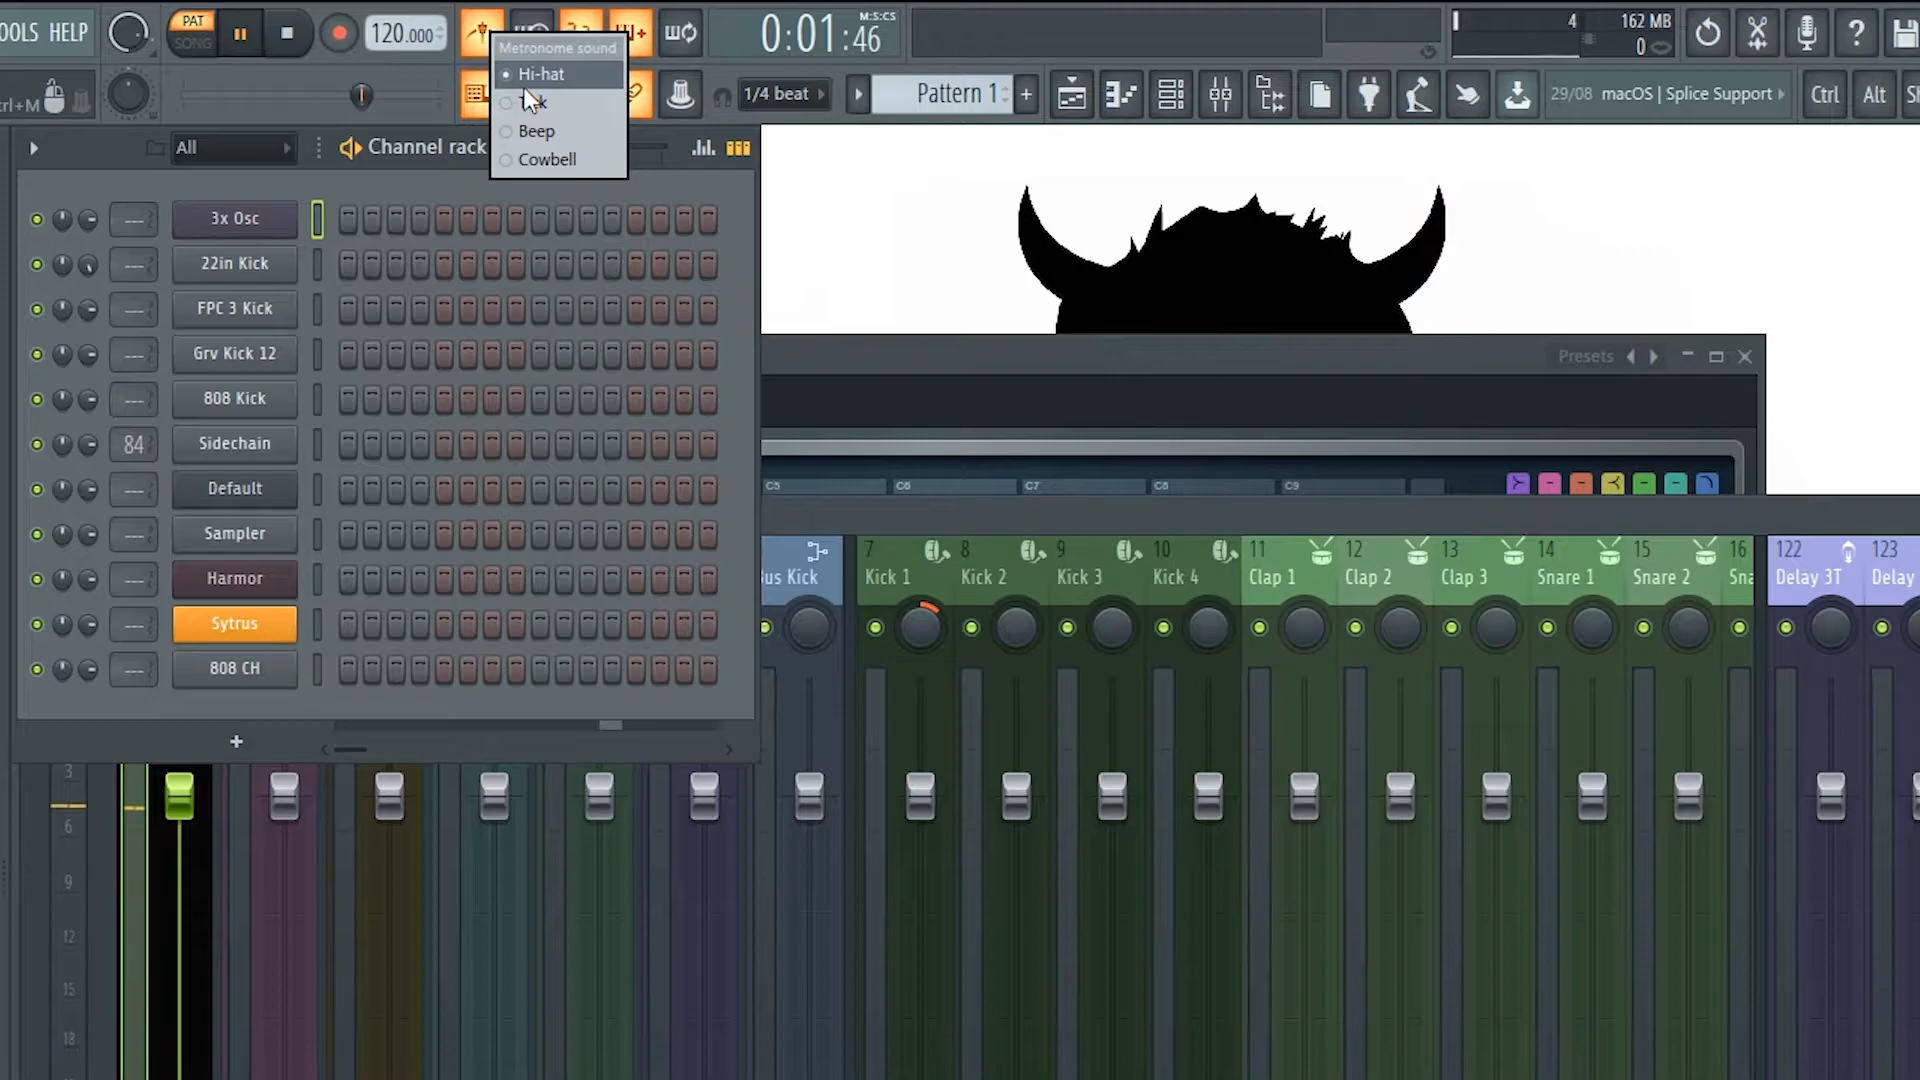 OOLS HELP
PAT
SONG
120.000
0:01:46
M:S:CS
4
162 MB
0
trl+M
1/4 beat
Pattern 1
+
29/08 macOS | Splice Support
Ctrl
Alt
Metronome sound
Hi-hat
Beep
Cowbell
All
Channel rack
3x Osc
22in Kick
FPC 3 Kick
Grv Kick 12
808 Kick
84
Sidechain
Default
Sampler
Harmor
Sytrus
808 CH
+
Presets
C5
C6
C7
C8
C9
us Kick
7
Kick 1
8
Kick 2
9
Kick 3
10
Kick 4
11
Clap 1
12
Clap 2
13
Clap 3
14
Snare 1
15
Snare 2
16
Sna
122
Delay 3T
123
Delay
3
6
9
12
15
18